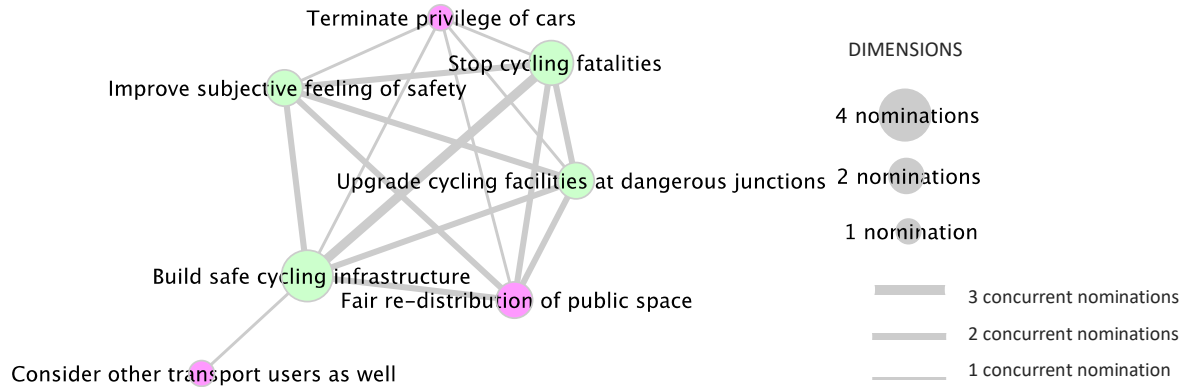 Terminate privilege of cars
Stop cycling fatalities
Improve subjective feeling of safety
Upgrade cycling facilities at dangerous junctions
Build safe cycling infrastructure
Fair re-distribution of public space
Consider other transport users as well
DIMENSIONS
4 nominations
2 nominations
1 nomination
3 concurrent nominations
2 concurrent nominations
1 concurrent nomination